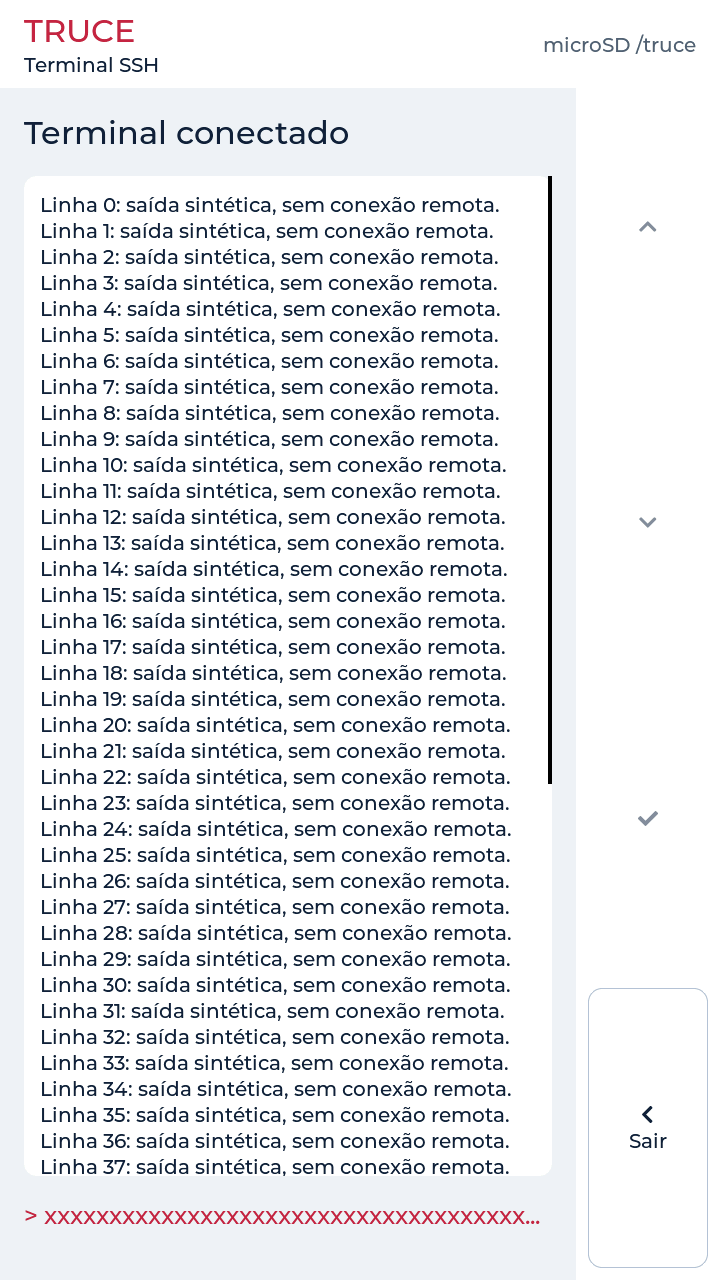 TRUCE
Terminal SSH
microSD /truce
Terminal conectado
Linha 0: saída sintética, sem conexão remota.
Linha 1: saída sintética, sem conexão remota.
Linha 2: saída sintética, sem conexão remota.
Linha 3: saída sintética, sem conexão remota.
Linha 4: saída sintética, sem conexão remota.
Linha 5: saída sintética, sem conexão remota.
Linha 6: saída sintética, sem conexão remota.
Linha 7: saída sintética, sem conexão remota.
Linha 8: saída sintética, sem conexão remota.
Linha 9: saída sintética, sem conexão remota.
Linha 10: saída sintética, sem conexão remota.
Linha 11: saída sintética, sem conexão remota.
Linha 12: saída sintética, sem conexão remota.
Linha 13: saída sintética, sem conexão remota.
Linha 14: saída sintética, sem conexão remota.
Linha 15: saída sintética, sem conexão remota.
Linha 16: saída sintética, sem conexão remota.
Linha 17: saída sintética, sem conexão remota.
Linha 18: saída sintética, sem conexão remota.
Linha 19: saída sintética, sem conexão remota.
Linha 20: saída sintética, sem conexão remota.
Linha 21: saída sintética, sem conexão remota.
Linha 22: saída sintética, sem conexão remota.
Linha 23: saída sintética, sem conexão remota.
Linha 24: saída sintética, sem conexão remota.
Linha 25: saída sintética, sem conexão remota.
Linha 26: saída sintética, sem conexão remota.
Linha 27: saída sintética, sem conexão remota.
Linha 28: saída sintética, sem conexão remota.
Linha 29: saída sintética, sem conexão remota.
Linha 30: saída sintética, sem conexão remota.
Linha 31: saída sintética, sem conexão remota.
Linha 32: saída sintética, sem conexão remota.
Linha 33: saída sintética, sem conexão remota.
Linha 34: saída sintética, sem conexão remota.
Linha 35: saída sintética, sem conexão remota.
Linha 36: saída sintética, sem conexão remota.
Linha 37: saída sintética, sem conexão remota.
> xxxxxxxxxxxxxxxxxxxxxxxxxxxxxxxxxxxxx...
Sair